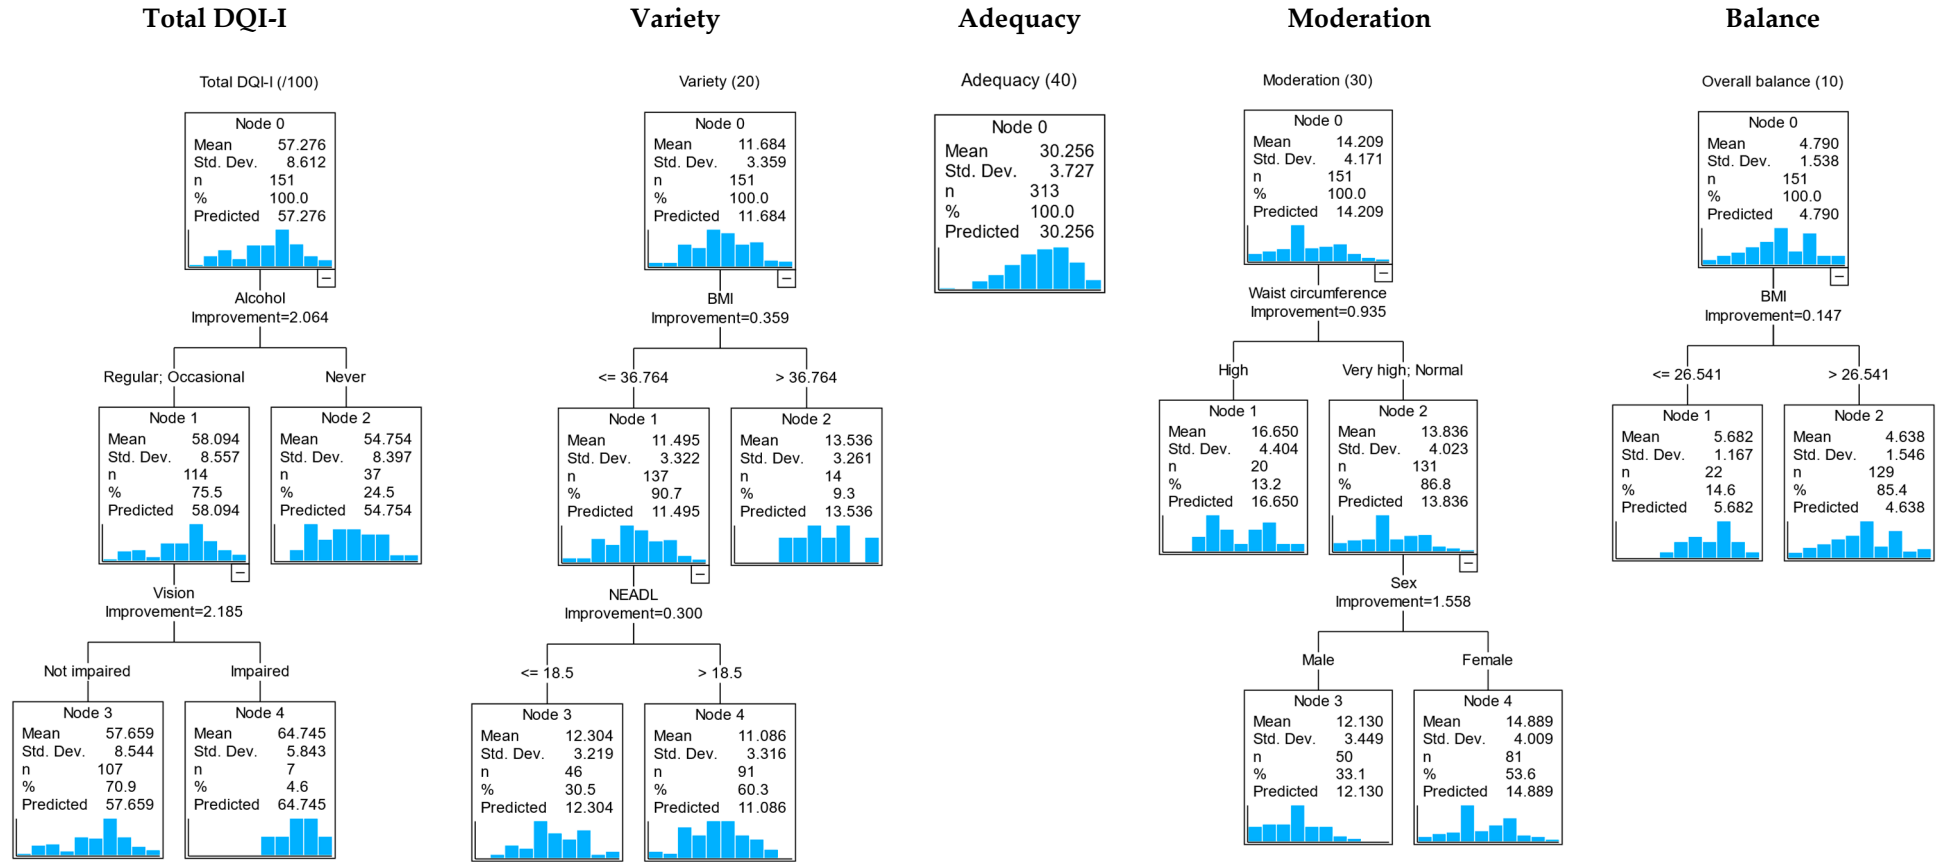 Total DQI-I
Total DQI-I (/100)
Node 0
Mean 57.276
Std. Dev. 8.612
n 151
% 100.0
Predicted 57.276
Alcohol
Improvement=2.064
Regular; Occasional
Never
Node 1
Mean 58.094
Std. Dev. 8.557
n 114
% 75.5
Predicted 58.094
Node 2
Mean 54.754
Std. Dev. 8.397
n 37
% 24.5
Predicted 54.754
Vision
Improvement=2.185
Not impaired
Impaired
Node 3
Mean 57.659
Std. Dev. 8.544
n 107
% 70.9
Predicted 57.659
Node 4
Mean 64.745
Std. Dev. 5.843
n 7
% 4.6
Predicted 64.745
Variety
Variety (20)
Node 0
Mean 11.684
Std. Dev. 3.359
n 151
% 100.0
Predicted 11.684
BMI
Improvement=0.359
<= 36.764
> 36.764
Node 1
Mean 11.495
Std. Dev. 3.322
n 137
% 90.7
Predicted 11.495
Node 2
Mean 13.536
Std. Dev. 3.261
n 14
% 9.3
Predicted 13.536
NEADL
Improvement=0.300
<= 18.5
> 18.5
Node 3
Mean 12.304
Std. Dev. 3.219
n 46
% 30.5
Predicted 12.304
Node 4
Mean 11.086
Std. Dev. 3.316
n 91
% 60.3
Predicted 11.086
Adequacy
Adequacy (40)
Node 0
Mean 30.256
Std. Dev. 3.727
n 313
% 100.0
Predicted 30.256
Moderation
Moderation (30)
Node 0
Mean 14.209
Std. Dev. 4.171
n 151
% 100.0
Predicted 14.209
Waist circumference
Improvement=0.935
High
Very high; Normal
Node 1
Mean 16.650
Std. Dev. 4.404
n 20
% 13.2
Predicted 16.650
Node 2
Mean 13.836
Std. Dev. 4.023
n 131
% 86.8
Predicted 13.836
Sex
Improvement=1.558
Male
Female
Node 3
Mean 12.130
Std. Dev. 3.449
n 50
% 33.1
Predicted 12.130
Node 4
Mean 14.889
Std. Dev. 4.009
n 81
% 53.6
Predicted 14.889
Balance
Overall balance (10)
Node 0
Mean 4.790
Std. Dev. 1.538
n 151
% 100.0
Predicted 4.790
BMI
Improvement=0.147
<= 26.541
> 26.541
Node 1
Mean 5.682
Std. Dev. 1.167
n 22
% 14.6
Predicted 5.682
Node 2
Mean 4.638
Std. Dev. 1.546
n 129
% 85.4
Predicted 4.638